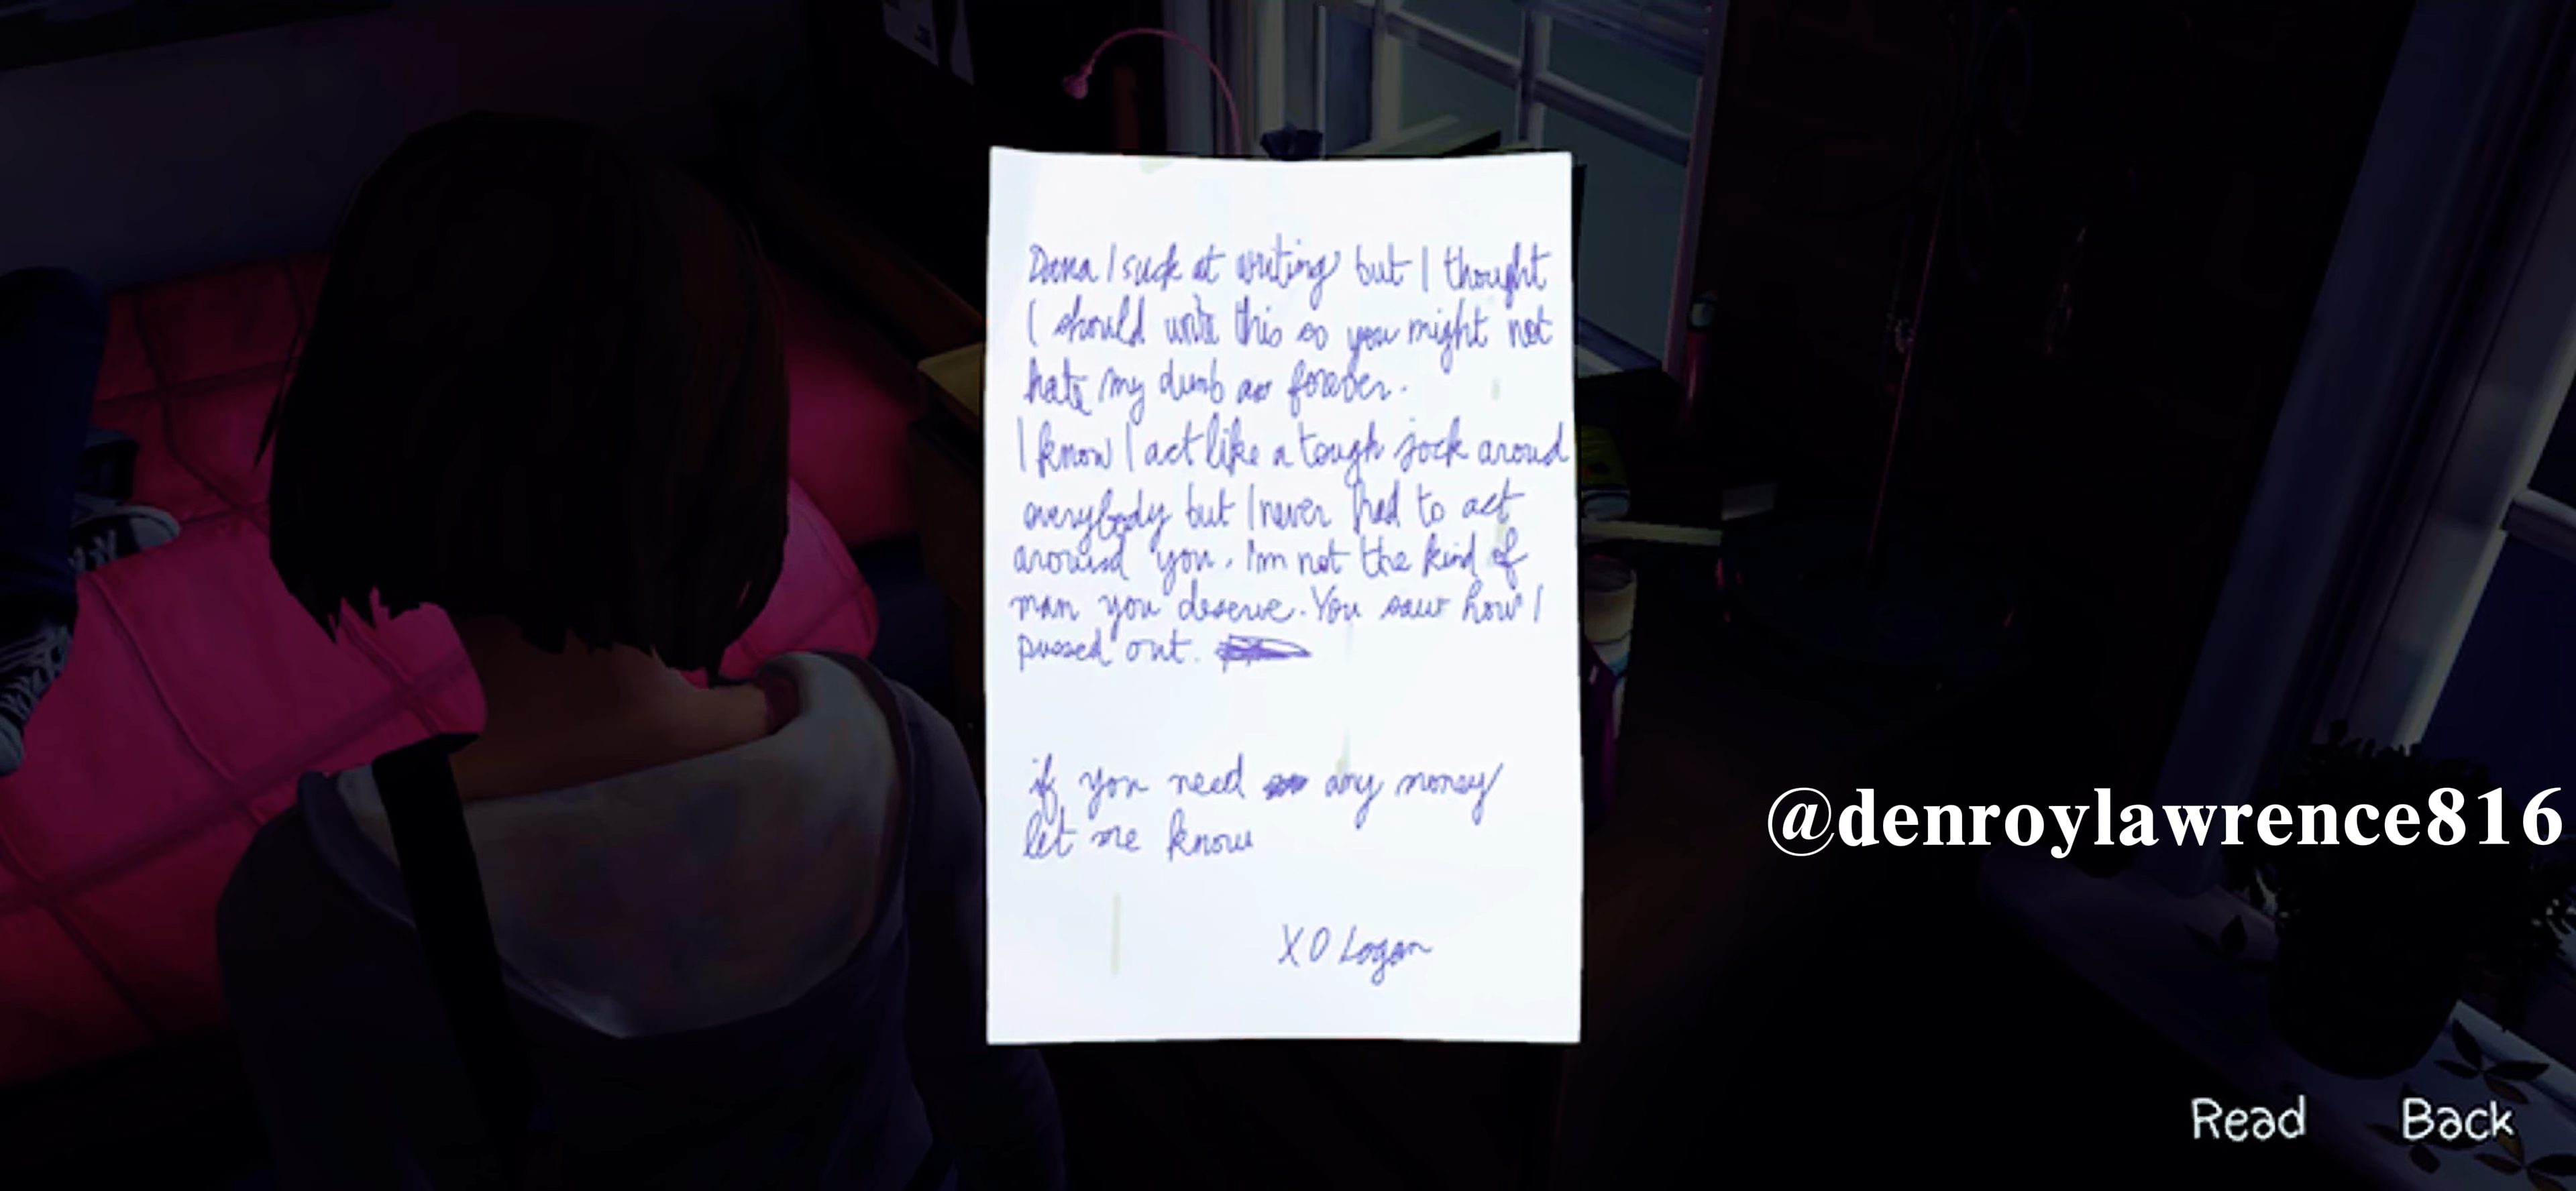 Dana I suck at writing but I thought
I should write this so you might not
hate my dumb ass forever.
I know I act like a tough jock aroud
everybody but I never had to act
around you. I'm not the kind of
man you deserve. You saw how I
pussed out.
if you need any money
let me know
XO Logan
@denroylawrence816
Read Back